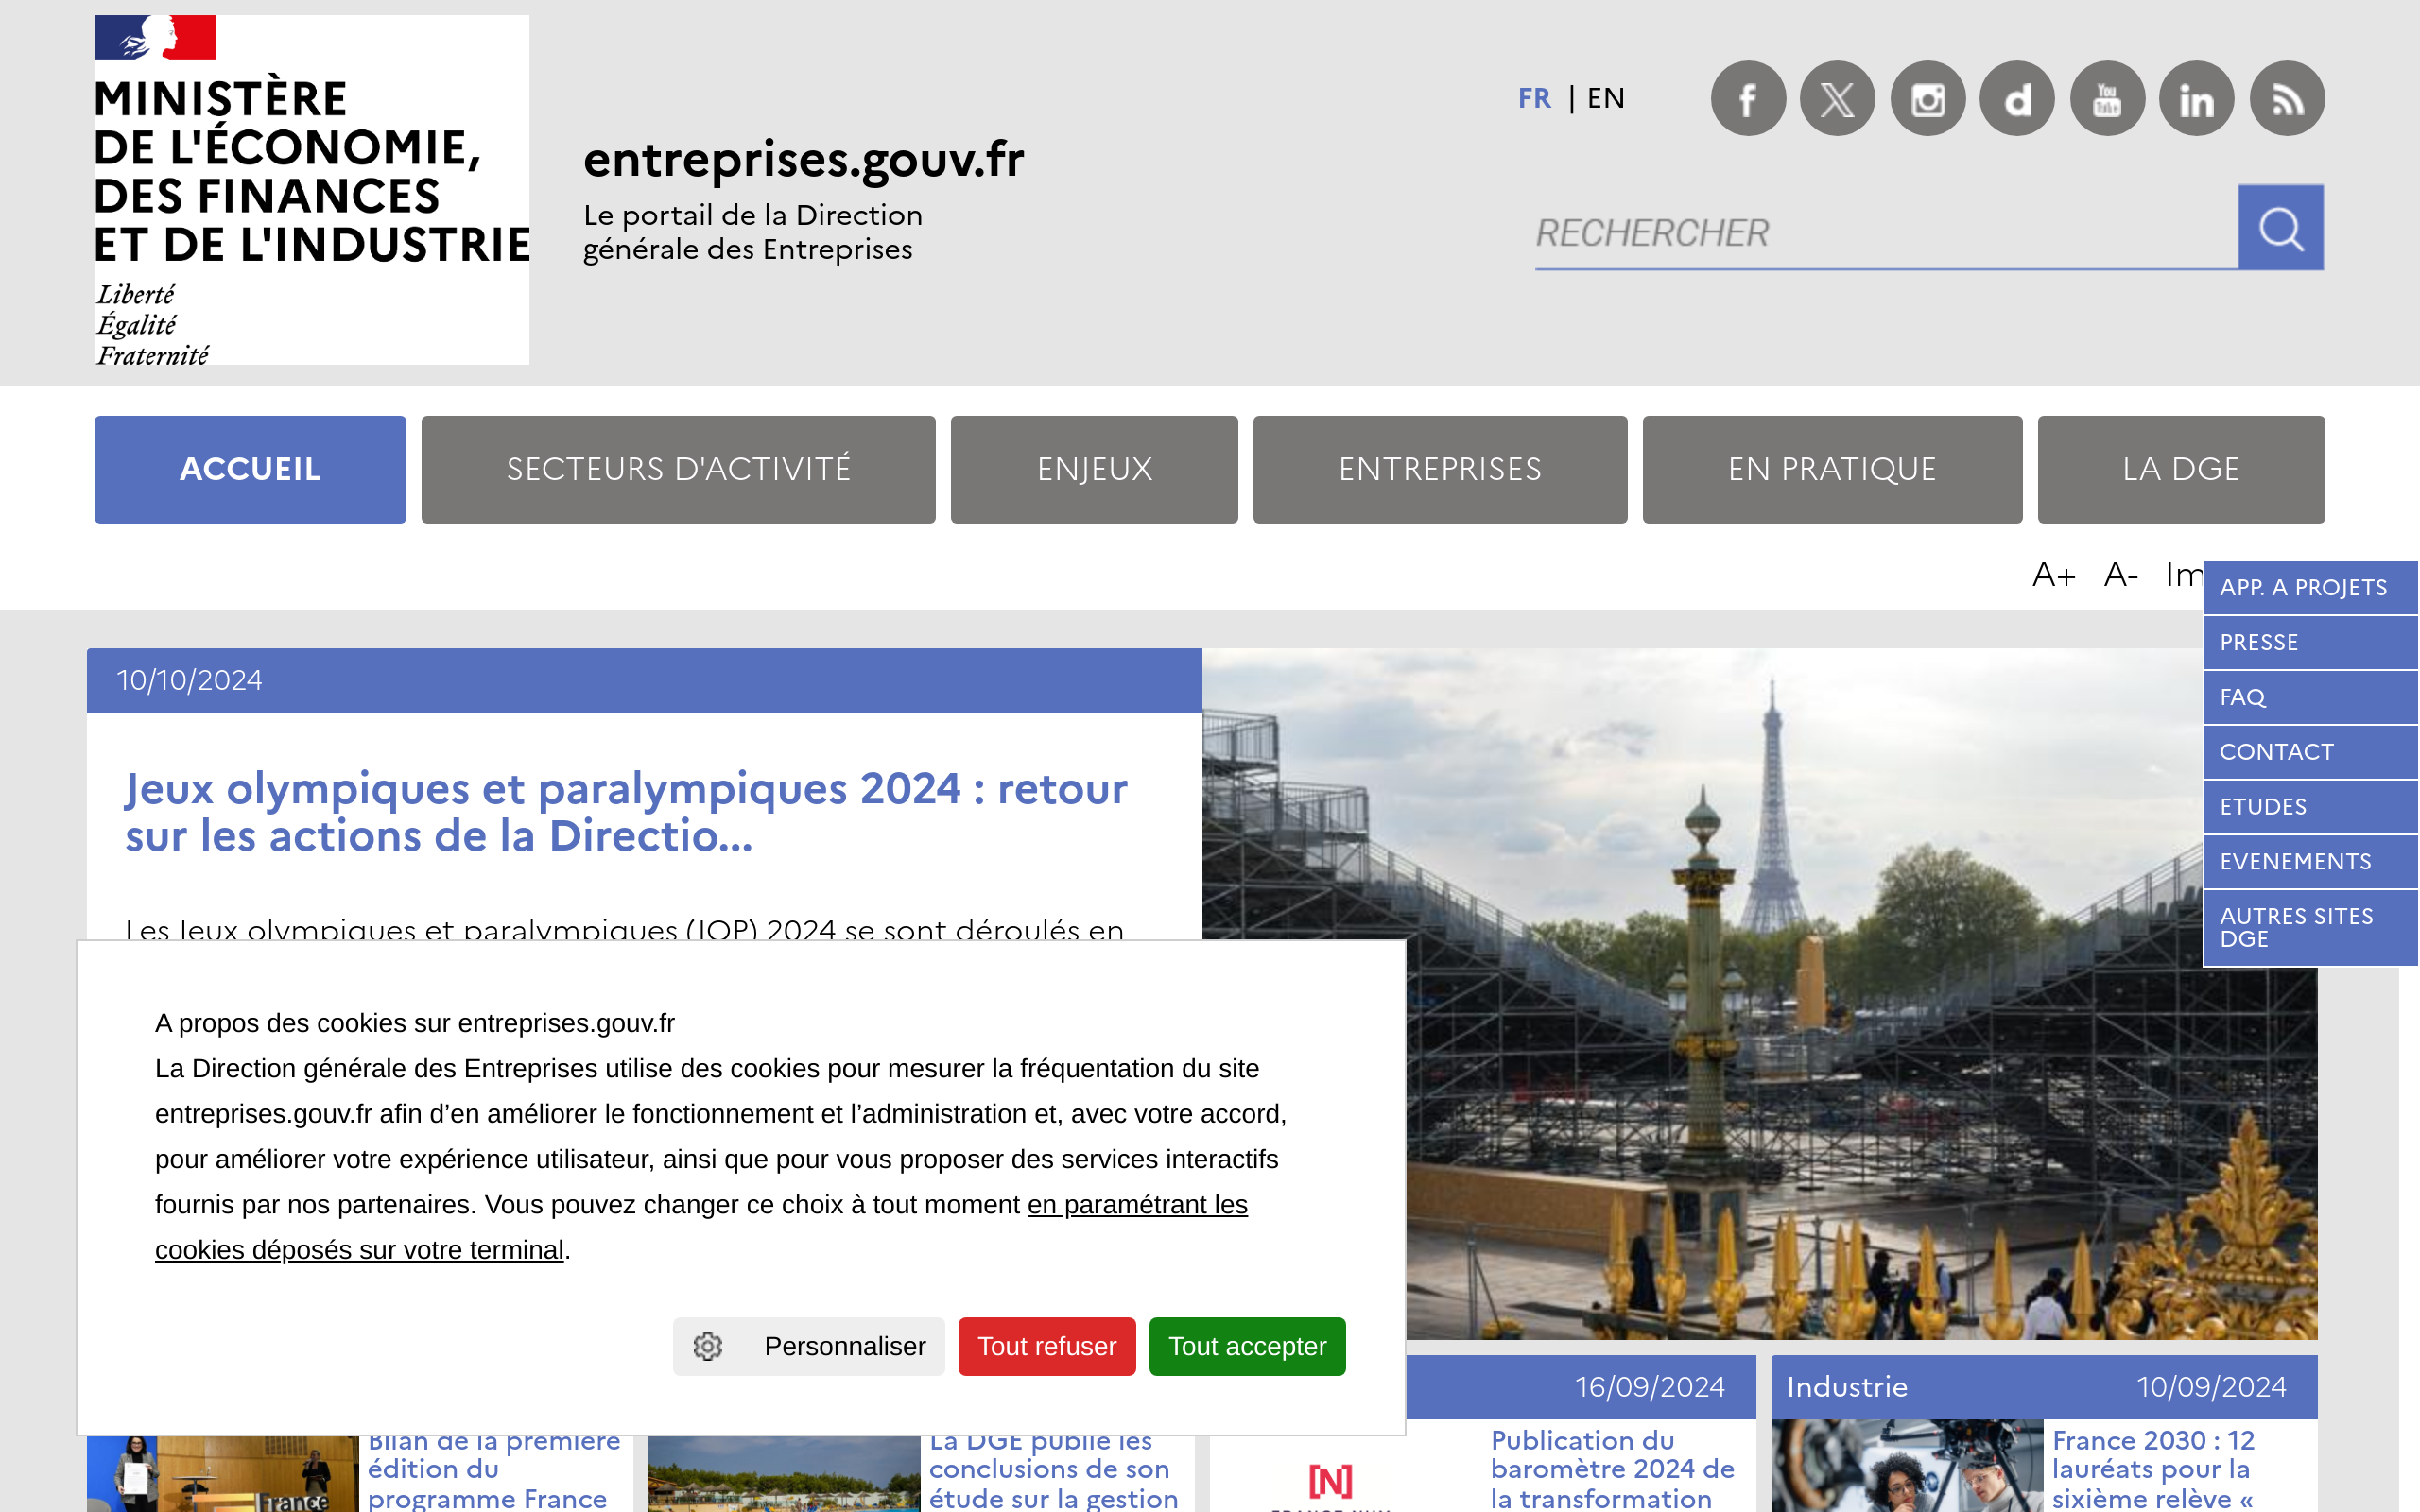 MINISTÈRE
DE L'ÉCONOMIE,
DES FINANCES
ET DE L'INDUSTRIE
Liberté
Égalité
Fraternité
entreprises.gouv.fr
Le portail de la Direction
générale des Entreprises
FR | EN
RECHERCHER
ACCUEIL
SECTEURS D'ACTIVITÉ
ENJEUX
ENTREPRISES
EN PRATIQUE
LA DGE
A+ A-
APP. A PROJETS
PRESSE
FAQ
CONTACT
ETUDES
EVENEMENTS
AUTRES SITES
DGE
10/10/2024
Jeux olympiques et paralympiques 2024 : retour
sur les actions de la Directio...
Les Jeux olympiques et paralympiques (JOP) 2024 se sont déroulés en
A propos des cookies sur entreprises.gouv.fr
La Direction générale des Entreprises utilise des cookies pour mesurer la fréquentation du site
entreprises.gouv.fr afin d’en améliorer le fonctionnement et l’administration et, avec votre accord,
pour améliorer votre expérience utilisateur, ainsi que pour vous proposer des services interactifs
fournis par nos partenaires. Vous pouvez changer ce choix à tout moment en paramétrant les
cookies déposés sur votre terminal.
Personnaliser
Tout refuser
Tout accepter
Bilan de la première
édition du
programme France
La DGE publie les
conclusions de son
étude sur la gestion
16/09/2024
Publication du
baromètre 2024 de
la transformation
Industrie
10/09/2024
France 2030 : 12
lauréats pour la
sixième relève «